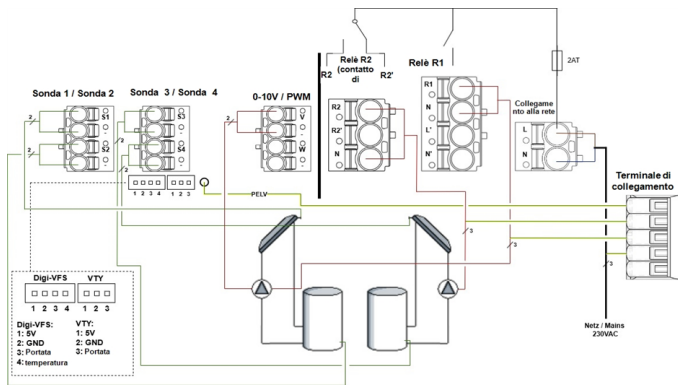 2AT
Relè R2
(contatto
di
Relè R1
R2
R2'
Sonda 1 / Sonda 2
Sonda 3 / Sonda 4
0-10V / PWM
Collegame
nto alla rete
S1
-
S2
-
S3
-
S4
-
V
-
W
-
R2
R2'
N
R1
N
L'
N'
L
N
2
2
2
2
2
1 2 3 4
1 2 3
PELV
Terminale di
collegamento
3
3
3
Digi-VFS
VTY
1 2 3 4
1 2 3
Digi-VFS:
1: 5V
2: GND
3: Portata
4: temperatura
VTY:
1: 5V
2: GND
3: Portata
Netz / Mains
230VAC